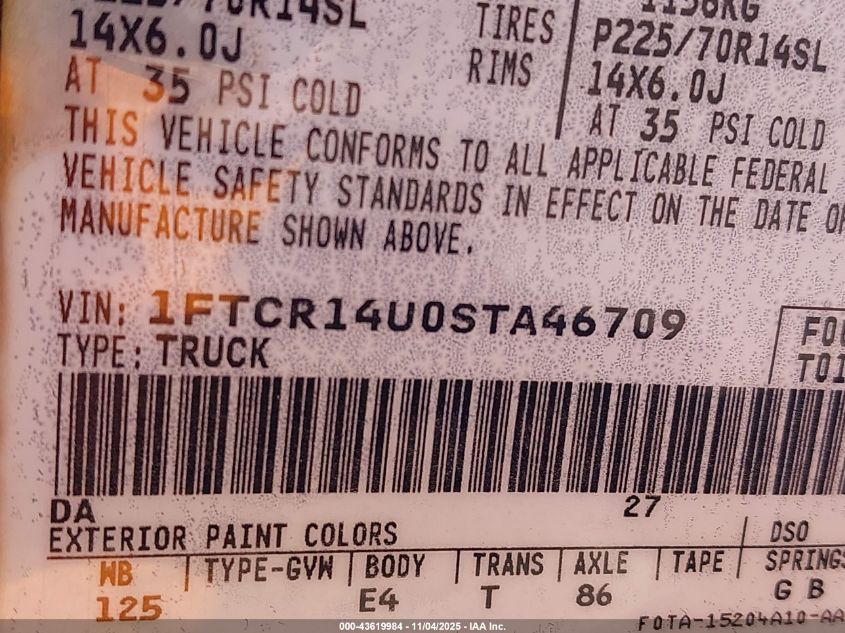 14X6.0J
AT 35 PSI COLD
TIRES
RIMS
1156KG
P225/70R14SL
14X6.0J
AT 35 PSI COLD
THIS VEHICLE CONFORMS TO ALL APPLICABLE FEDERAL
VEHICLE SAFETY STANDARDS IN EFFECT ON THE DATE OF
MANUFACTURE SHOWN ABOVE.
VIN: 1FTCR14U0STA46709
TYPE: TRUCK
DA 27
EXTERIOR PAINT COLORS DSO
WB TYPE-GVW BODY TRANS AXLE TAPE SPRINGS
125 E4 T 86 G B
F0TA-15204A10-AA
000-43619984 - 11/04/2025 - IAA Inc.